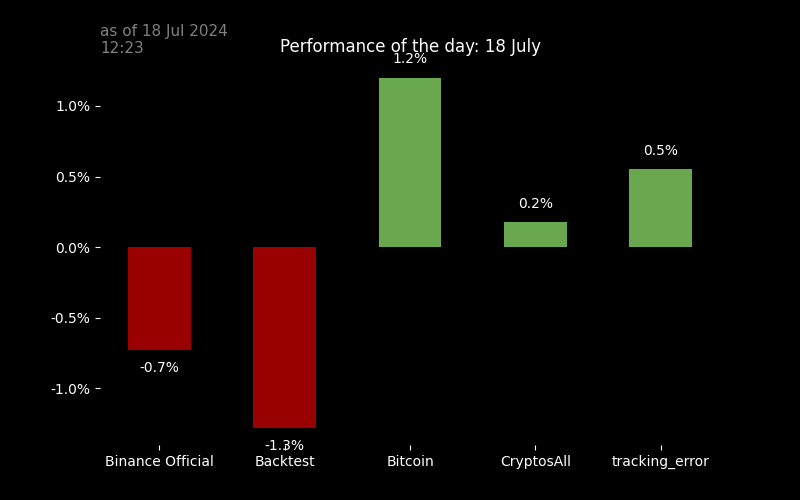 as of 18 Jul 2024
12:23
Performance of the day: 18 July
1.2%
1.0%
0.5%
0.5%
0.2%
0.0%
-0.5%
-0.7%
-1.0%
-1.3%
Binance Official
Backtest
Bitcoin
CryptosAll
tracking_error